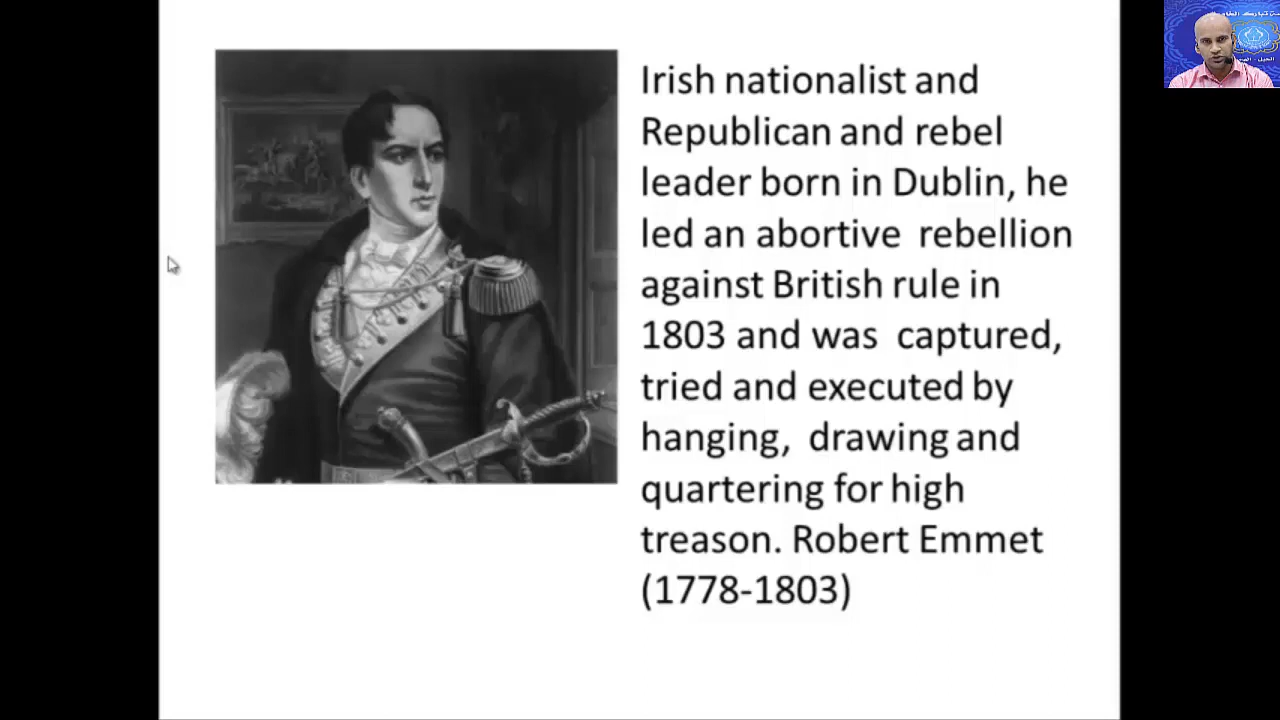 Irish nationalist and
Republican and rebel
leader born in Dublin, he
led an abortive  rebellion
against British rule in
1803 and was  captured,
tried and executed by
hanging,  drawing and
quartering for high
treason. Robert Emmet
(1778-1803)